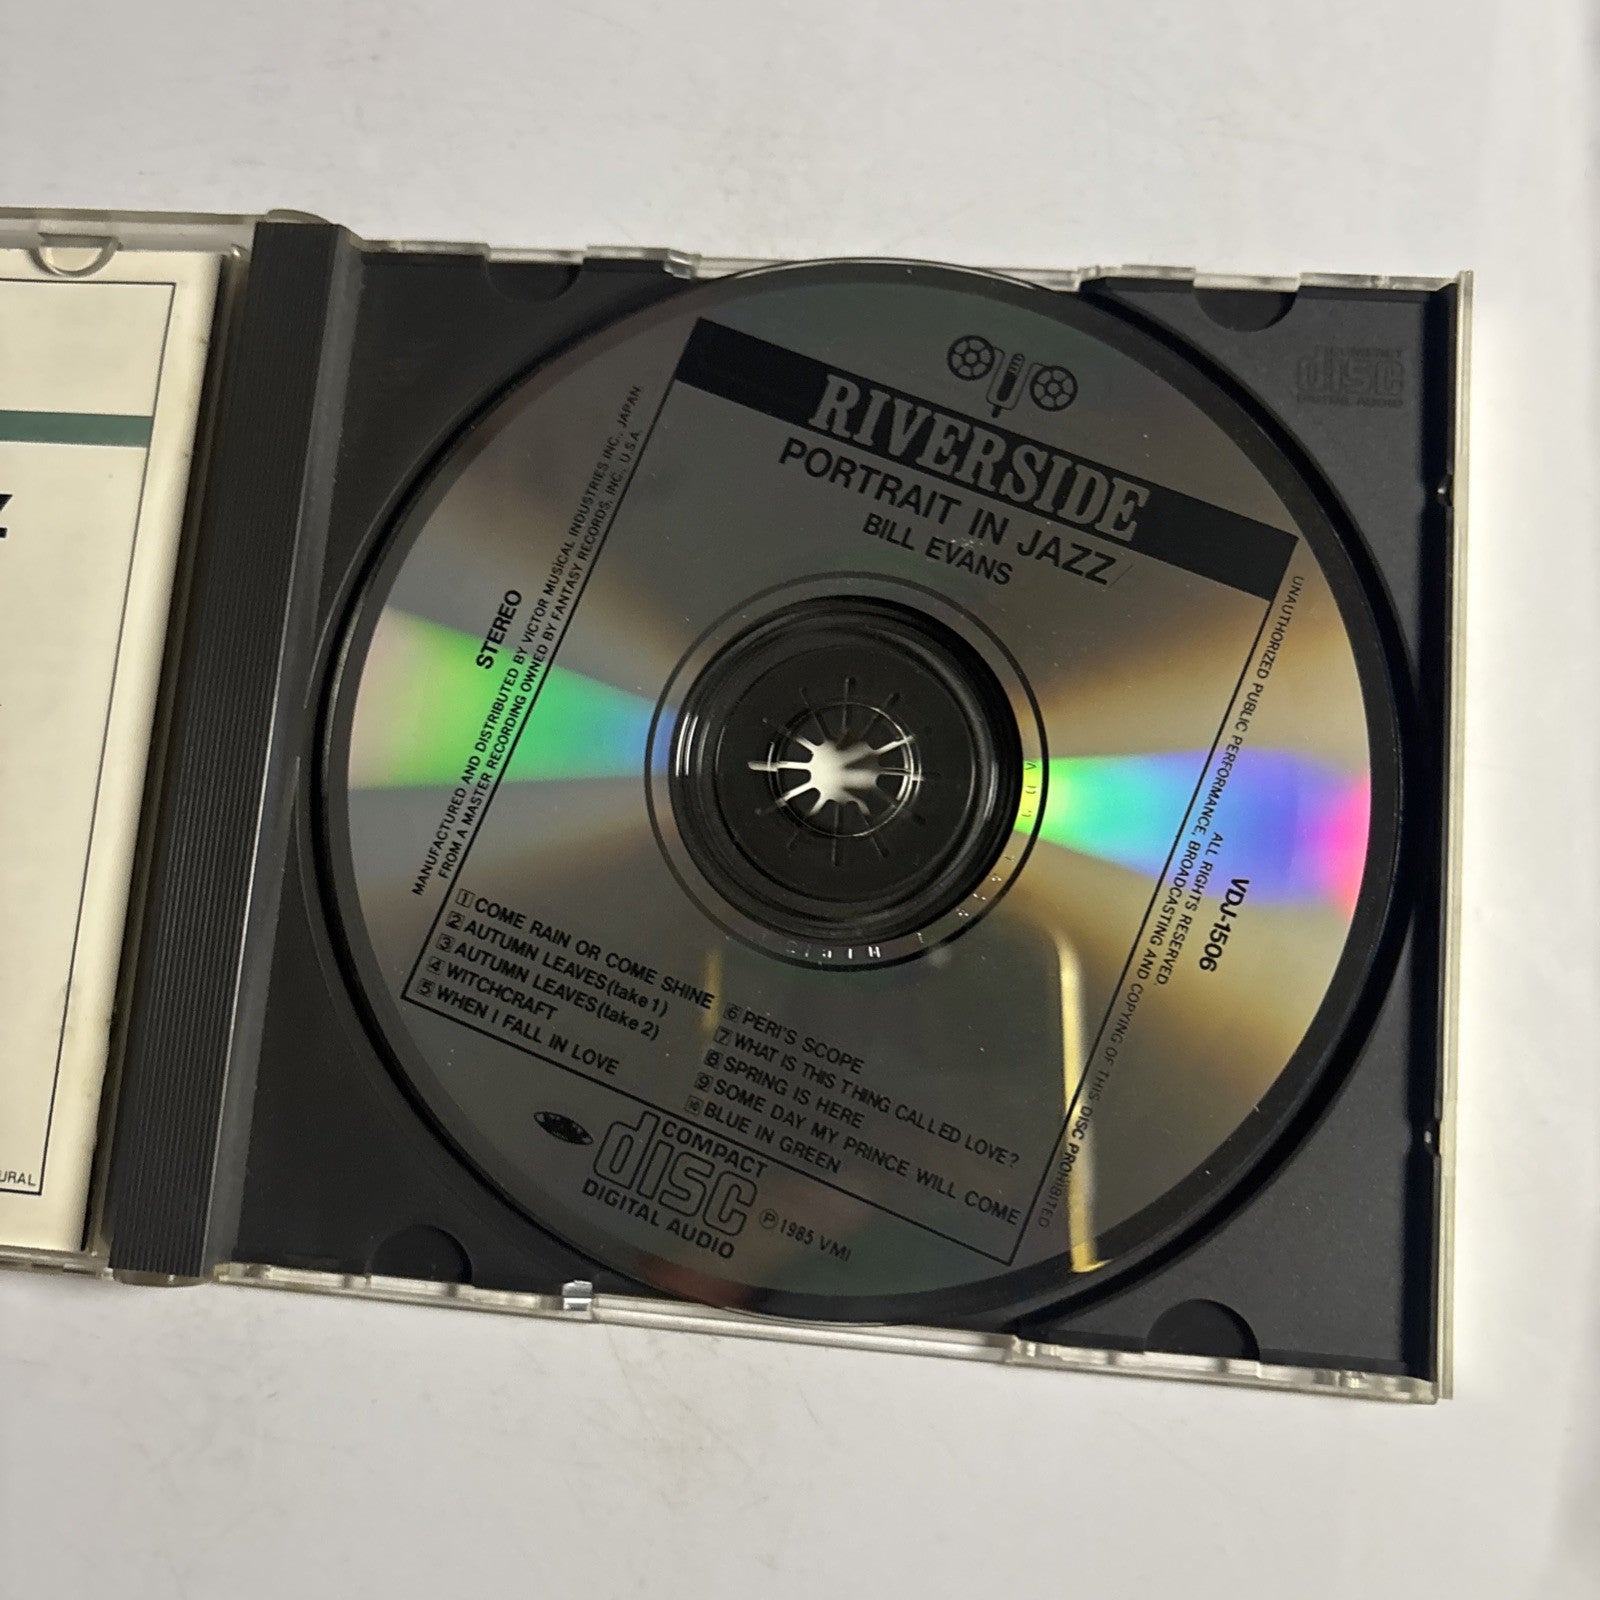 RIVERSIDE
PORTRAIT IN JAZZ
BILL EVANS
STEREO
MANUFACTURED AND DISTRIBUTED BY VICTOR MUSICAL INDUSTRIES INC., JAPAN
FROM A MASTER RECORDING OWNED BY FANTASY RECORDS, INC., U.S.A.
VDJ-1506
ALL RIGHTS RESERVED.
UNAUTHORIZED PUBLIC PERFORMANCE, BROADCASTING AND COPYING OF THIS DISC PROHIBITED
1 COME RAIN OR COME SHINE
2 AUTUMN LEAVES (take 1)
3 AUTUMN LEAVES (take 2)
4 WITCHCRAFT
5 WHEN I FALL IN LOVE
6 PERI'S SCOPE
7 WHAT IS THIS THING CALLED LOVE?
8 SPRING IS HERE
9 SOME DAY MY PRINCE WILL COME
10 BLUE IN GREEN
COMPACT
disc
DIGITAL AUDIO
Ⓟ 1985 VMI
COMPACT
disc
DIGITAL AUDIO
Z
URAL